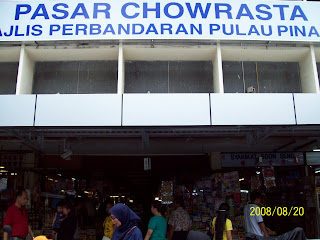 PASAR CHOWRASTA
AJLIS PERBANDARAN PULAU PINA
2008/08/20